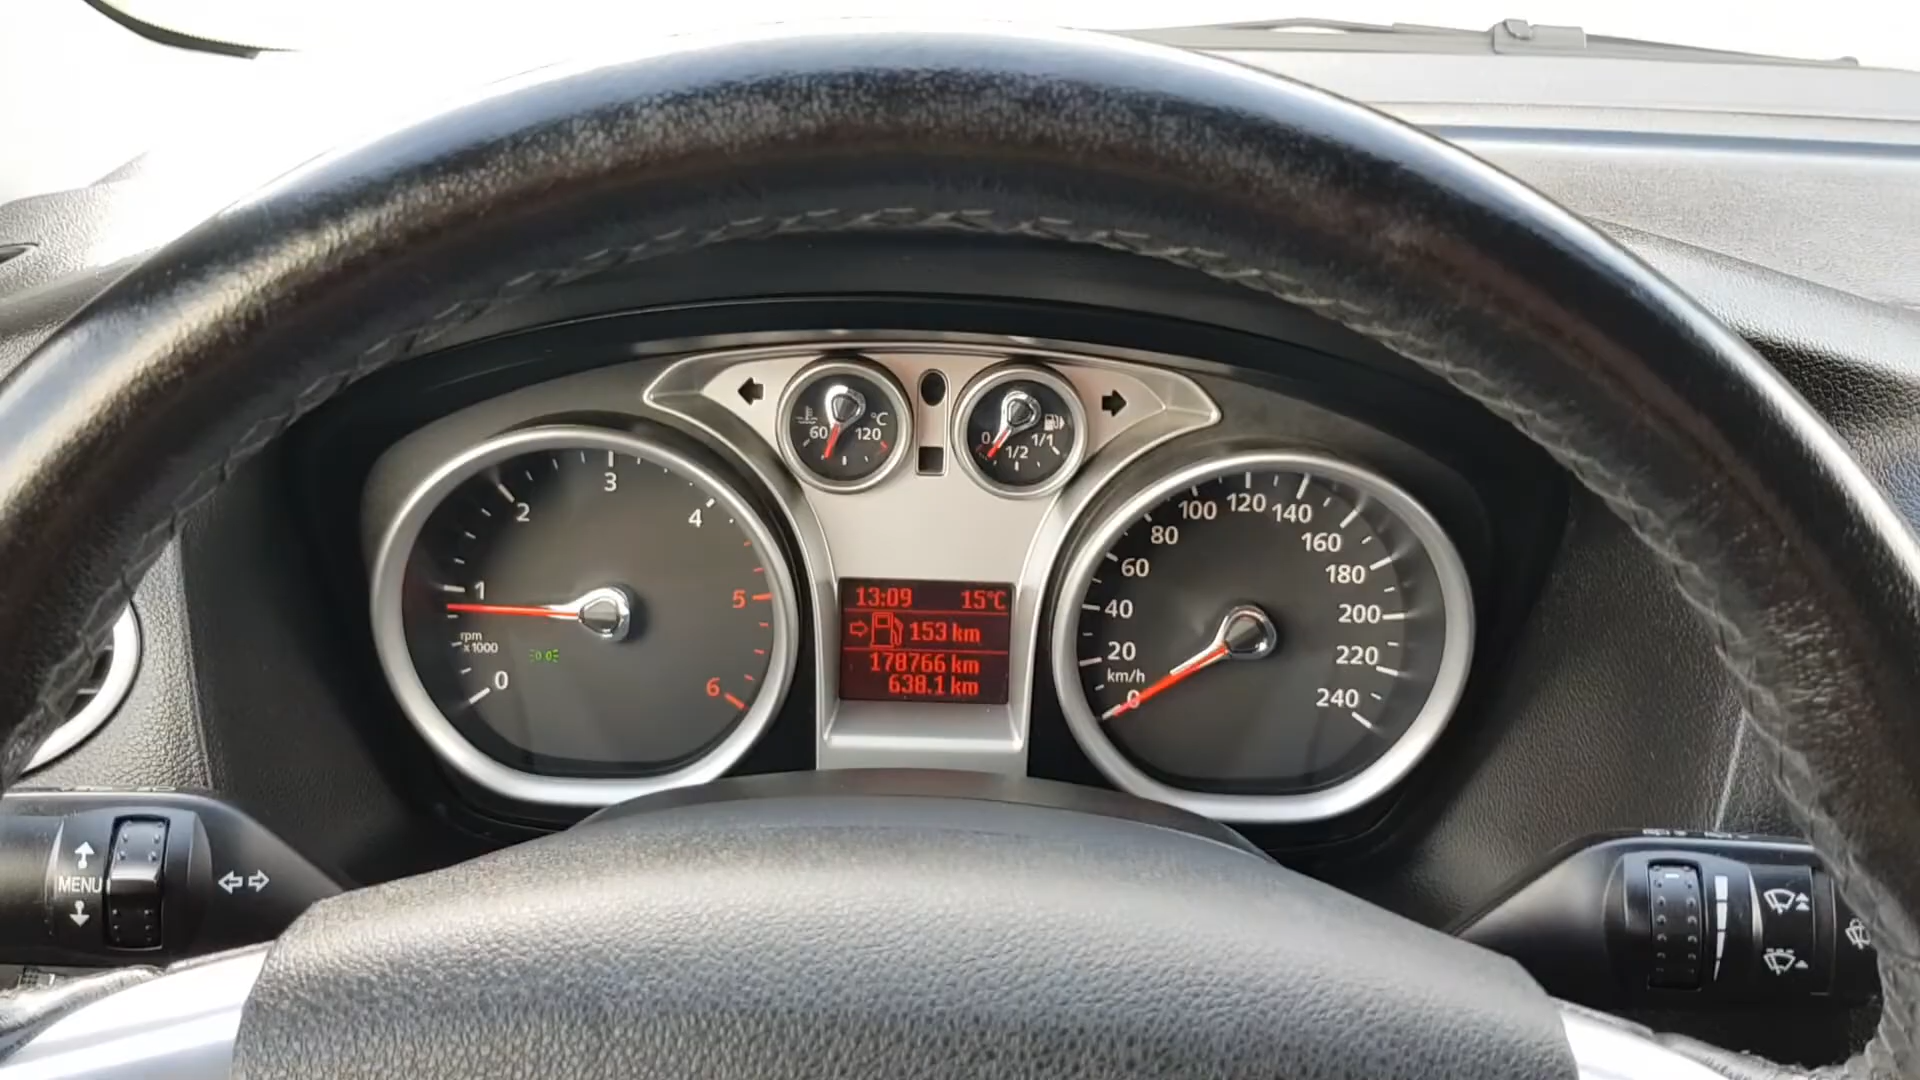 60 °C 120
0 1/2 1/1
0 1 2 3 4 5 6
rpm
x1000
13:09 15°C
153 km
178766 km
638.1 km
0 20 40 60 80 100 120 140 160 180 200 220 240
km/h
MENU